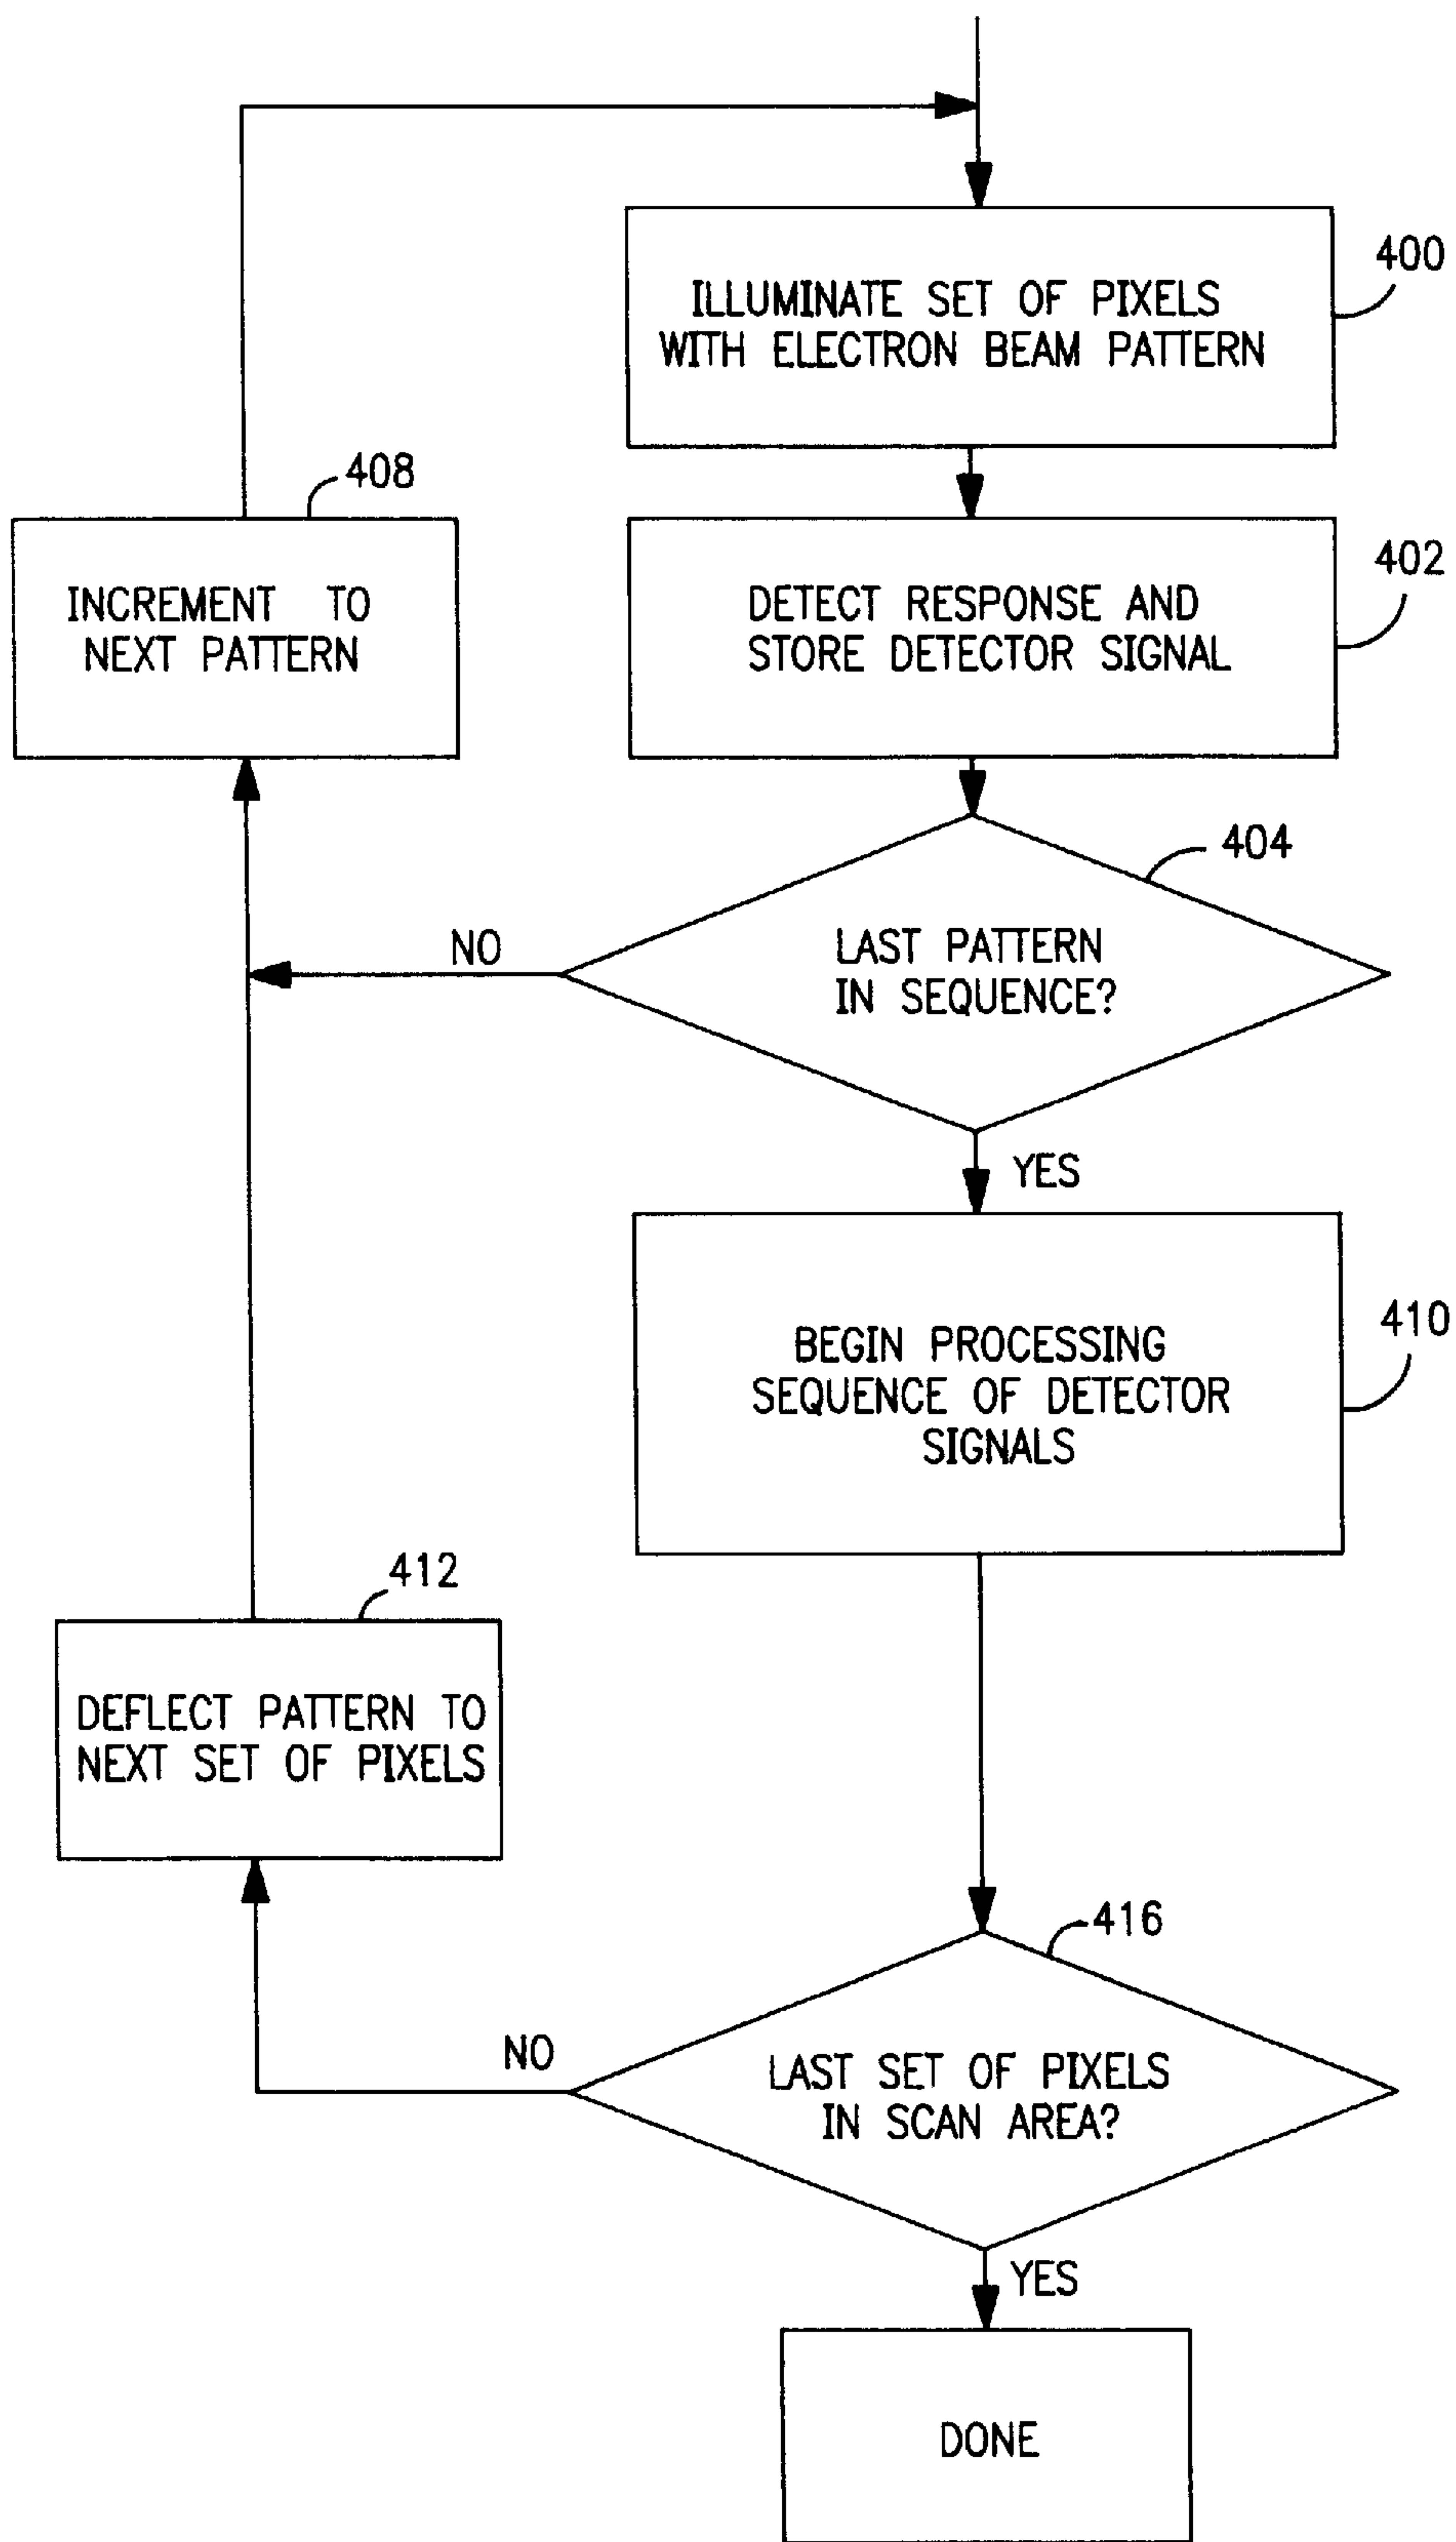 ILLUMINATE SET OF PIXELS
WITH ELECTRON BEAM PATTERN
400
408
INCREMENT TO
NEXT PATTERN
DETECT RESPONSE AND
STORE DETECTOR SIGNAL
402
404
LAST PATTERN
IN SEQUENCE?
NO
YES
BEGIN PROCESSING
SEQUENCE OF DETECTOR
SIGNALS
410
412
DEFLECT PATTERN TO
NEXT SET OF PIXELS
416
LAST SET OF PIXELS
IN SCAN AREA?
NO
YES
DONE